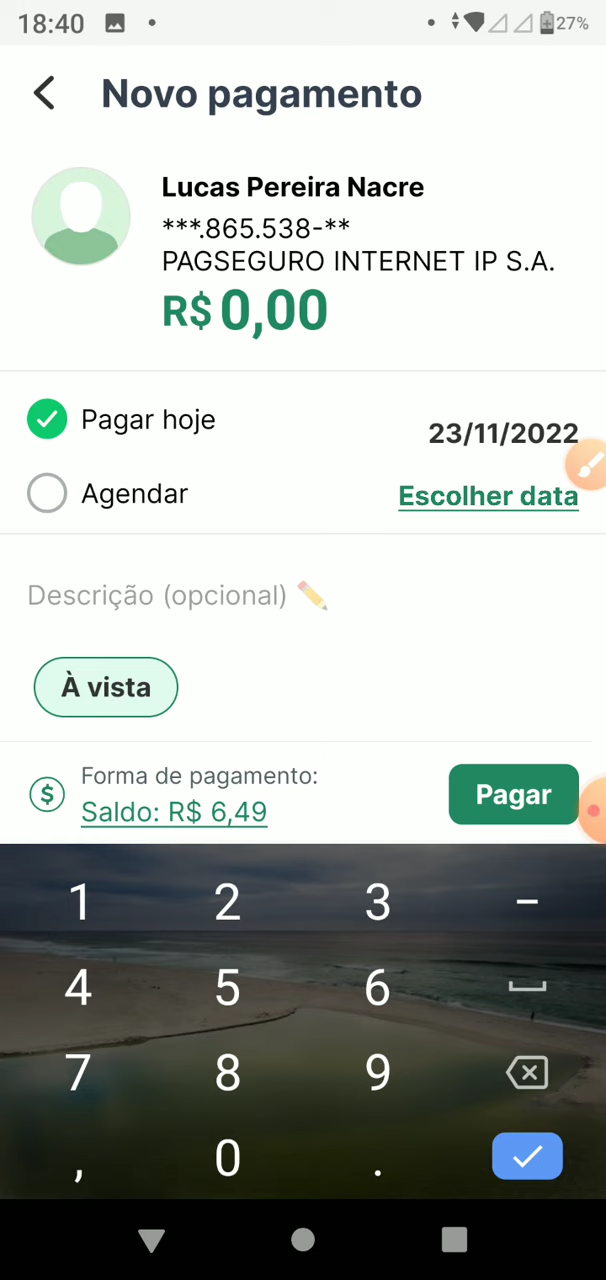 18:40
27%
Novo pagamento
Lucas Pereira Nacre
***.865.538-**
PAGSEGURO INTERNET IP S.A.
R$ 0,00
Pagar hoje
23/11/2022
Agendar
Escolher data
Descrição (opcional) ✏️
À vista
Forma de pagamento:
Saldo: R$ 6,49
Pagar
1 2 3 –
4 5 6
7 8 9
, 0 .